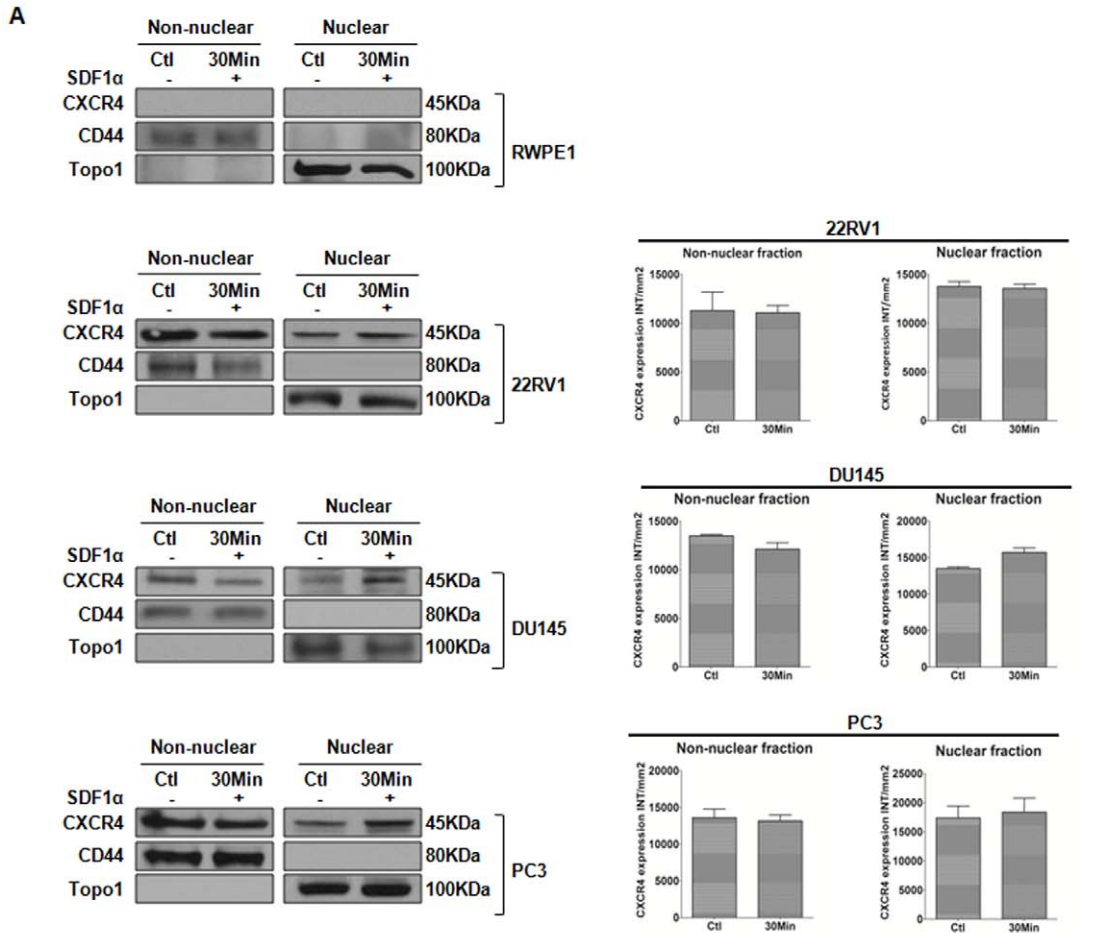 A
Non-nuclear Nuclear
Ctl 30Min Ctl 30Min
SDF1α - + - +
CXCR4 45KDa
CD44 80KDa
Topo1 100KDa
RWPE1
Non-nuclear Nuclear
Ctl 30Min Ctl 30Min
SDF1α - + - +
CXCR4 45KDa
CD44 80KDa
Topo1 100KDa
22RV1
22RV1
Non-nuclear fraction
CXCR4 expression INT/mm2
15000
10000
5000
0
Ctl 30Min
Nuclear fraction
CXCR4 expression INT/mm2
15000
10000
5000
0
Ctl 30Min
Non-nuclear Nuclear
Ctl 30Min Ctl 30Min
SDF1α - + - +
CXCR4 45KDa
CD44 80KDa
Topo1 100KDa
DU145
DU145
Non-nuclear fraction
CXCR4 expression INT/mm2
15000
10000
5000
0
Ctl 30Min
Nuclear fraction
CXCR4 expression INT/mm2
20000
15000
10000
5000
0
Ctl 30Min
Non-nuclear Nuclear
Ctl 30Min Ctl 30Min
SDF1α - + - +
CXCR4 45KDa
CD44 80KDa
Topo1 100KDa
PC3
PC3
Non-nuclear fraction
CXCR4 expression INT/mm2
20000
15000
10000
5000
0
Ctl 30Min
Nuclear fraction
CXCR4 expression INT/mm2
25000
20000
15000
10000
5000
0
Ctl 30Min